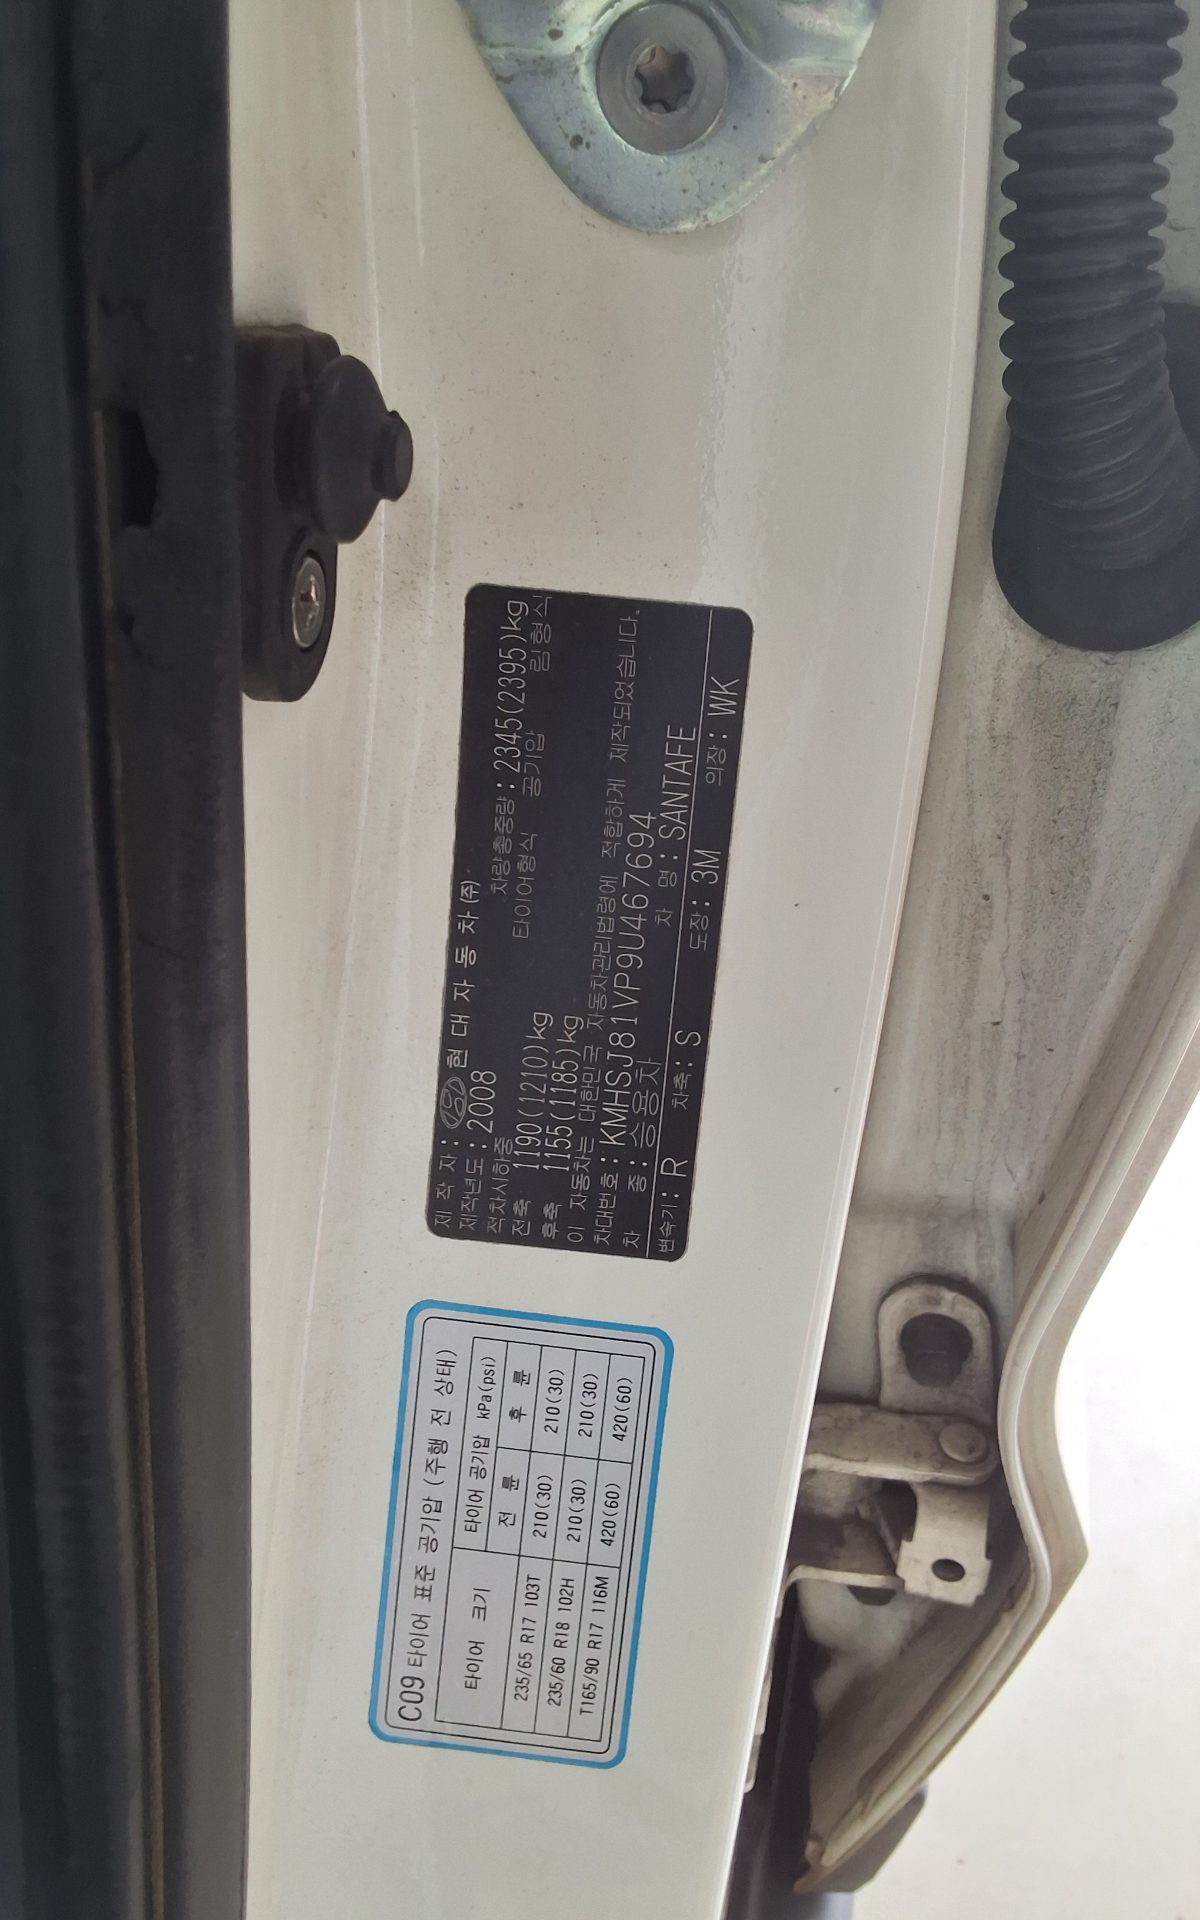 제 작 자 : 현 대 자 동 차 (주)
제작년도 : 2008
적차시하중 차량총중량 : 2345(2395)kg
전축 1190(1210)kg 타이어형식 공기압 림형식
후축 1155(1185)kg
이 자동차는 대한민국 자동차관리법령에 적합하게 제작되었습니다.
차대번호 : KMHSJ81VP9U467694
차 종 : 승용차 차 명 : SANTAFE
변속기 : R 차축 : S 도장 : 3M 의장 : WK
C09 타이어 표준 공기압 (주행 전 상태)
타이어 크기 타이어 공기압 kPa(psi)
전 륜 후 륜
235/65 R17 103T 210(30) 210(30)
235/60 R18 102H 210(30) 210(30)
T165/90 R17 116M 420(60) 420(60)